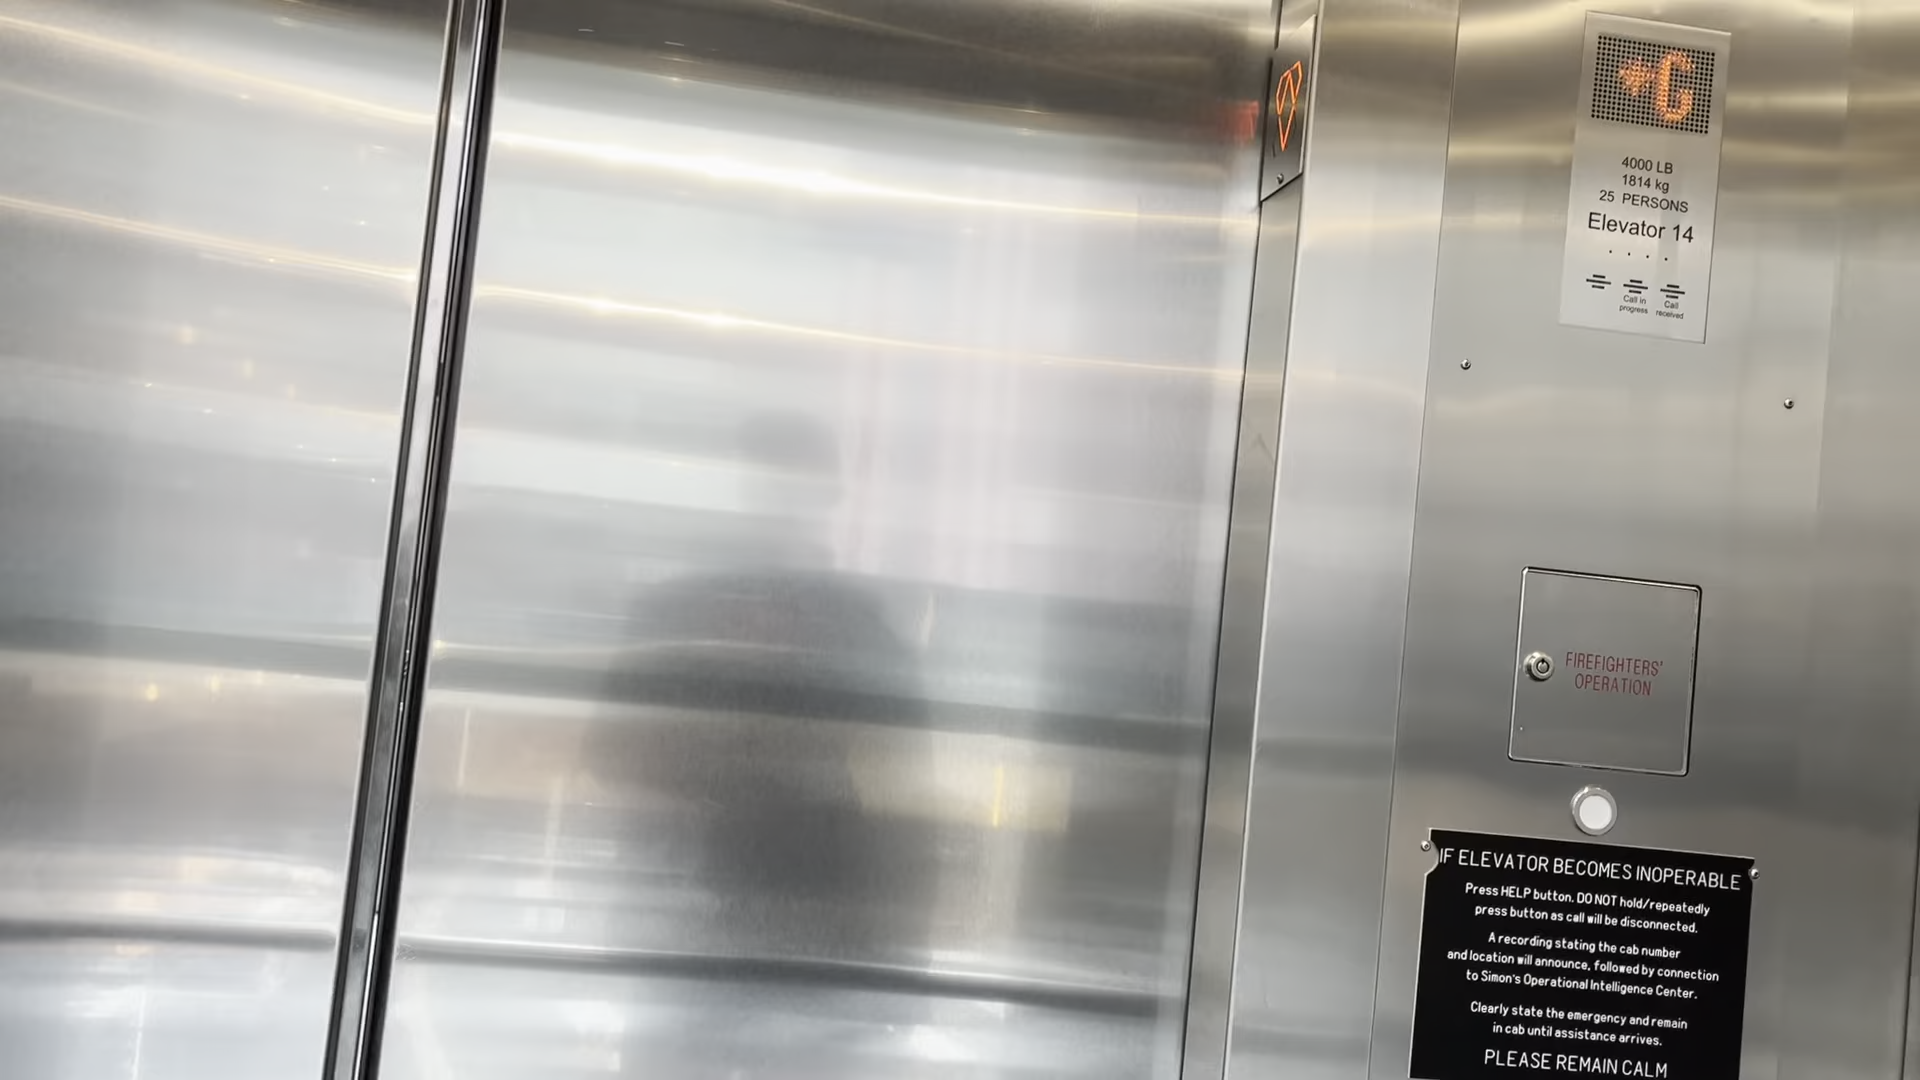 *C
4000 LB
1814 kg
25 PERSONS
Elevator 14
Call in
progress
Call
received
FIREFIGHTERS'
OPERATION
IF ELEVATOR BECOMES INOPERABLE
Press HELP button. DO NOT hold/repeatedly
press button as call will be disconnected.
A recording stating the cab number
and location will announce, followed by connection
to Simon's Operational Intelligence Center.
Clearly state the emergency and remain
in cab until assistance arrives.
PLEASE REMAIN CALM